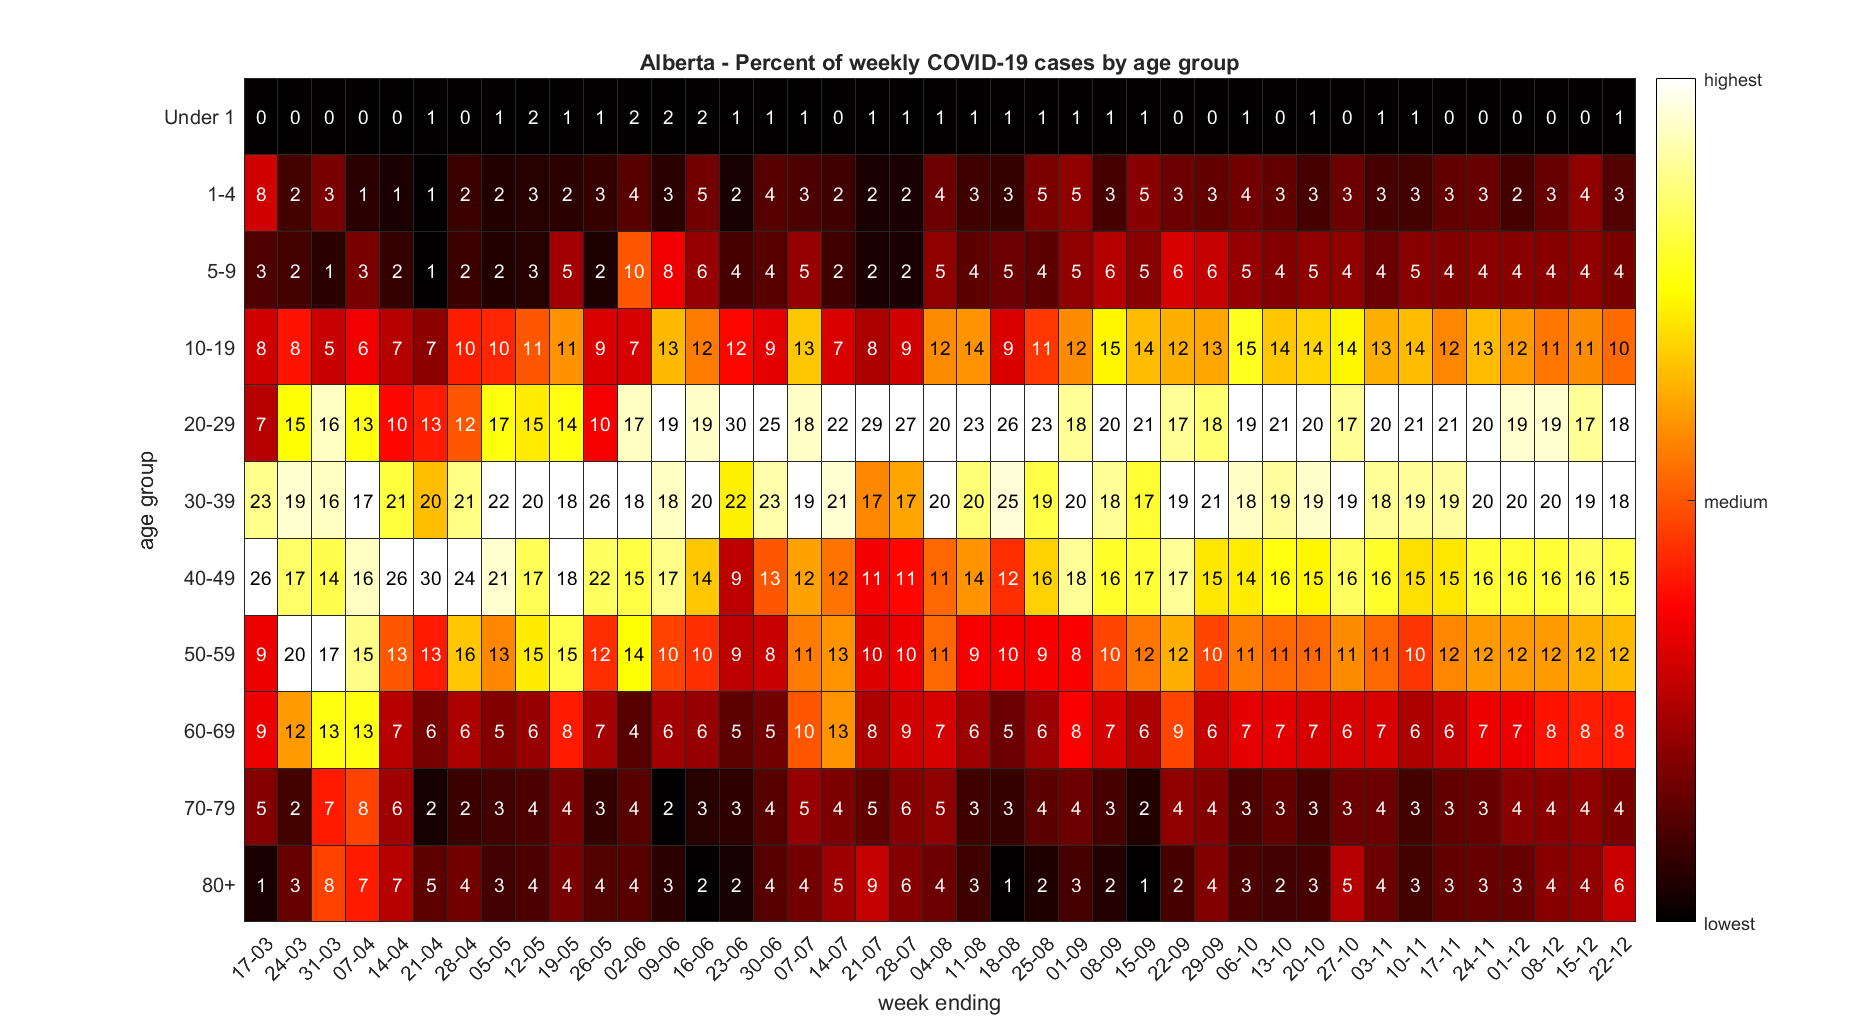 Alberta - Percent of weekly COVID-19 cases by age group
highest
Under 1 0 0 0 0 0 1 0 1 2 1 1 2 2 2 1 1 1 0 1 1 1 1 1 1 1 1 1 0 0 1 0 1 0 1 1 0 0 0 0 0 1
1-4 8 2 3 1 1 1 2 2 3 2 3 4 3 5 2 4 3 2 2 2 4 3 3 5 5 3 5 3 3 4 3 3 3 3 3 3 3 2 3 4 3
5-9 3 2 1 3 2 1 2 2 3 5 2 10 8 6 4 4 5 2 2 2 5 4 5 4 5 6 5 6 6 5 4 5 4 4 5 4 4 4 4 4 4
10-19 8 8 5 6 7 7 10 10 11 11 9 7 13 12 12 9 13 7 8 9 12 14 9 11 12 15 14 12 13 15 14 14 14 13 14 12 13 12 11 11 10
20-29 7 15 16 13 10 13 12 17 15 14 10 17 19 19 30 25 18 22 29 27 20 23 26 23 18 20 21 17 18 19 21 20 17 20 21 21 20 19 19 17 18
30-39 23 19 16 17 21 20 21 22 20 18 26 18 18 20 22 23 19 21 17 17 20 20 25 19 20 18 17 19 21 18 19 19 19 18 19 19 20 20 20 19 18
medium
age group
40-49 26 17 14 16 26 30 24 21 17 18 22 15 17 14 9 13 12 12 11 11 11 14 12 16 18 16 17 17 15 14 16 15 16 16 15 15 16 16 16 16 15
50-59 9 20 17 15 13 13 16 13 15 15 12 14 10 10 9 8 11 13 10 10 11 9 10 9 8 10 12 12 10 11 11 11 11 11 10 12 12 12 12 12 12
60-69 9 12 13 13 7 6 6 5 6 8 7 4 6 6 5 5 10 13 8 9 7 6 5 6 8 7 6 9 6 7 7 7 6 7 6 6 7 7 8 8 8
70-79 5 2 7 8 6 2 2 3 4 4 3 4 2 3 3 4 5 4 5 6 5 3 3 4 4 3 2 4 4 3 3 3 3 4 3 3 3 4 4 4 4
80+ 1 3 8 7 7 5 4 3 4 4 4 4 3 2 2 4 4 5 9 6 4 3 1 2 3 2 1 2 4 3 2 3 5 4 3 3 3 3 4 4 6
lowest
17-03 24-03 31-03 07-04 14-04 21-04 28-04 05-05 12-05 19-05 26-05 02-06 09-06 16-06 23-06 30-06 07-07 14-07 21-07 28-07 04-08 11-08 18-08 25-08 01-09 08-09 15-09 22-09 29-09 06-10 13-10 20-10 27-10 03-11 10-11 17-11 24-11 01-12 08-12 15-12 22-12
week ending